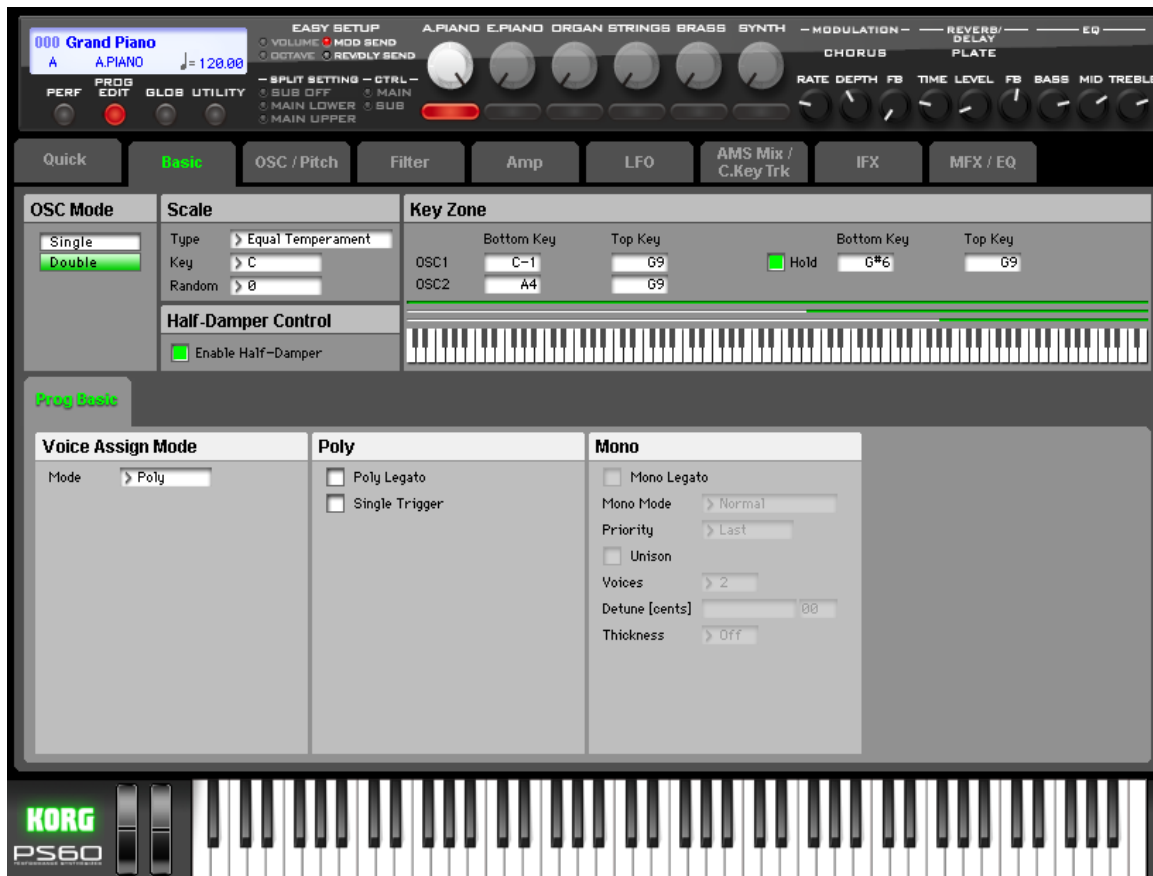 000 Grand Piano
A A.PIANO ♩= 120.00
PERF PROG EDIT GLOB UTILITY
EASY SETUP
VOLUME MOD SEND
OCTAVE REV/DLY SEND
SPLIT SETTING CTRL
SUB OFF MAIN
MAIN LOWER SUB
MAIN UPPER
A.PIANO E.PIANO ORGAN STRINGS BRASS SYNTH
MODULATION REVERB/DELAY EQ
CHORUS PLATE
RATE DEPTH FB TIME LEVEL FB BASS MID TREBLE
Quick Basic OSC / Pitch Filter Amp LFO AMS Mix / C.Key Trk IFX MFX / EQ
OSC Mode
Single
Double
Scale
Type Equal Temperament
Key C
Random 0
Half-Damper Control
Enable Half-Damper
Key Zone
Bottom Key Top Key Bottom Key Top Key
OSC1 C-1 G9 Hold G#6 G9
OSC2 A4 G9
Prog Basic
Voice Assign Mode
Mode Poly
Poly
Poly Legato
Single Trigger
Mono
Mono Legato
Mono Mode Normal
Priority Last
Unison
Voices 2
Detune [cents] 00
Thickness Off
KORG
PS60